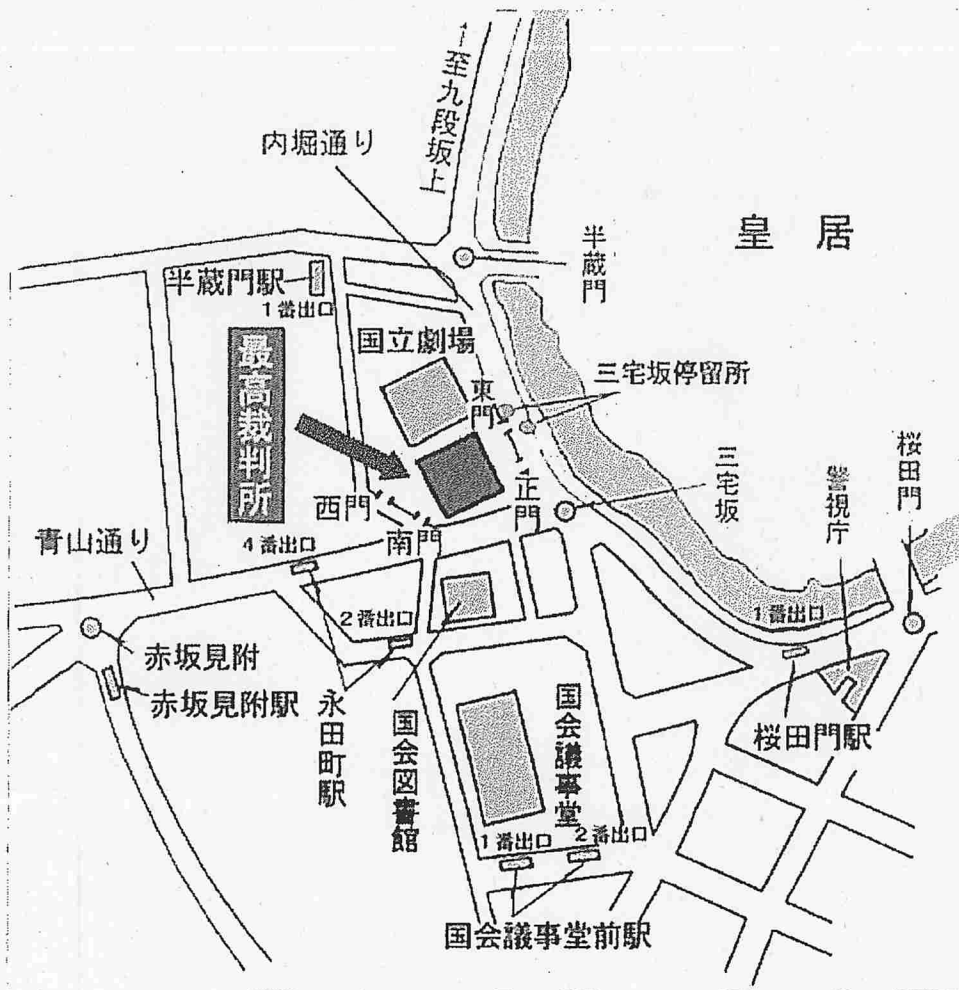 ↑至九段坂上
内堀通り
皇居
半蔵門
半蔵門駅
1番出口
国立劇場
最高裁判所
三宅坂停留所
東門
正門
三宅坂
桜田門
警視庁
西門
南門
青山通り
4番出口
2番出口
1番出口
赤坂見附
赤坂見附駅
永田町駅
国会図書館
国会議事堂
桜田門駅
1番出口
2番出口
国会議事堂前駅